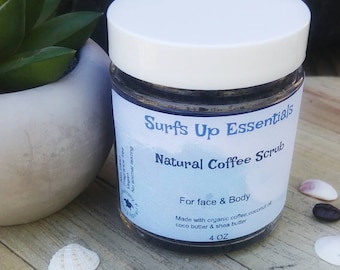 Surfs Up Essentials
Natural Coffee Scrub
For face & Body
Made with organic coffee, coconut oil
coco butter & shea butter
4 OZ